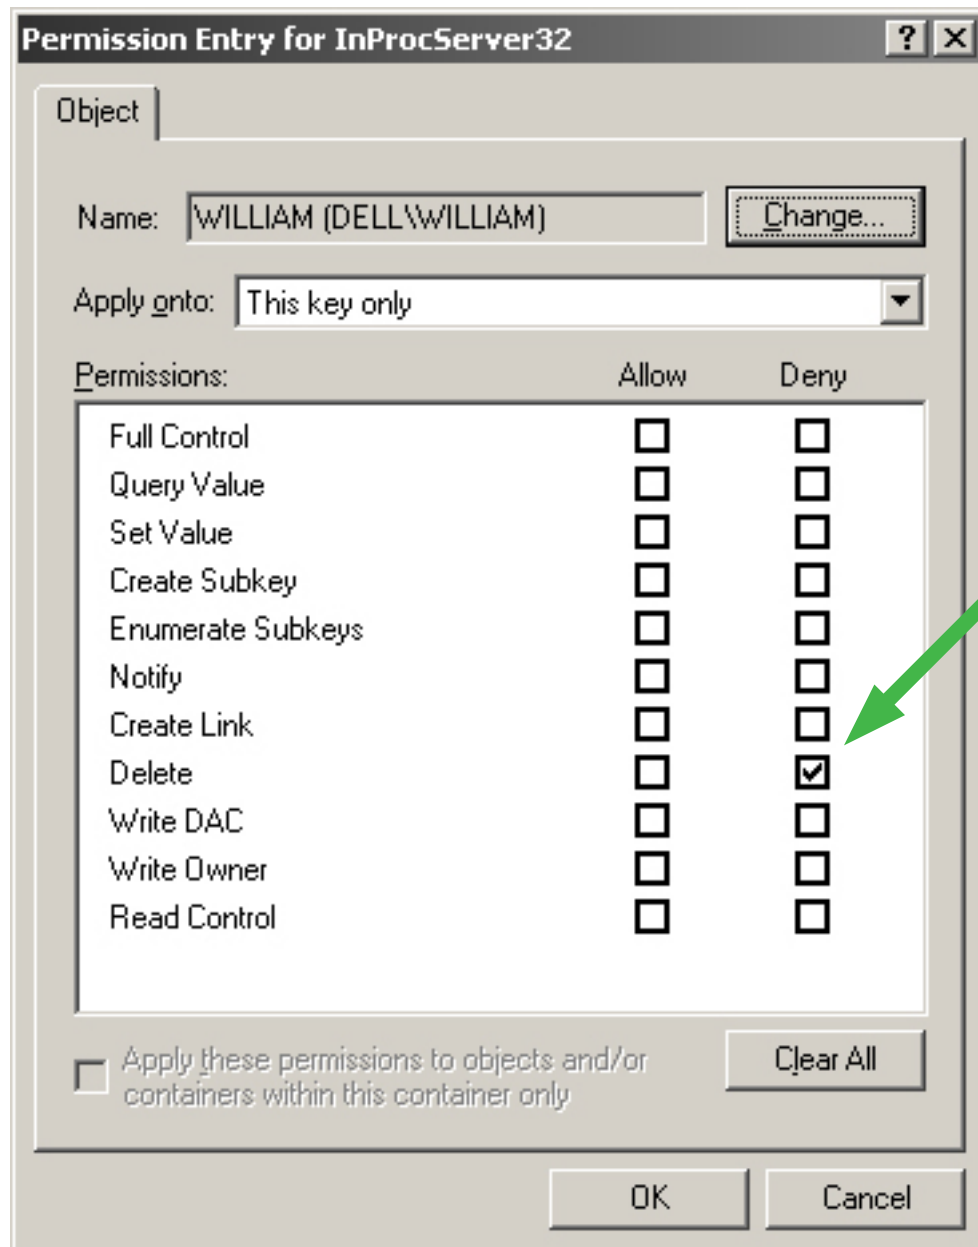 Permission Entry for InProcServer32
Object
Name: WILLIAM (DELL\WILLIAM) Change...
Apply onto: This key only
Permissions: Allow Deny
Full Control
Query Value
Set Value
Create Subkey
Enumerate Subkeys
Notify
Create Link
Delete
Write DAC
Write Owner
Read Control
Apply these permissions to objects and/or
containers within this container only
Clear All
OK Cancel